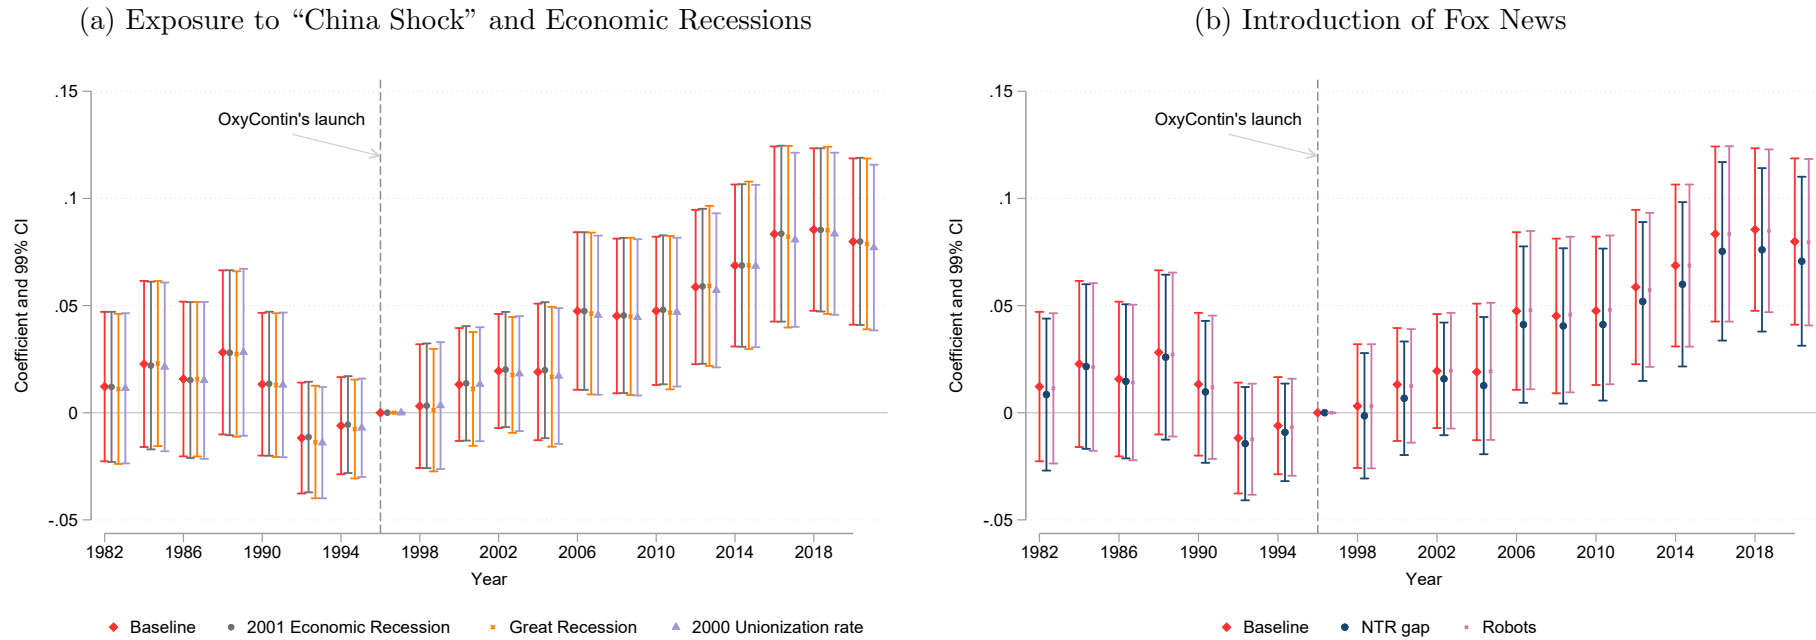 (a) Exposure to “China Shock” and Economic Recessions
.15
.1
.05
0
-.05
Coefficient and 99% CI
OxyContin's launch
1982 1986 1990 1994 1998 2002 2006 2010 2014 2018
Year
Baseline 2001 Economic Recession Great Recession 2000 Unionization rate
(b) Introduction of Fox News
.15
.1
.05
0
-.05
Coefficient and 99% CI
OxyContin's launch
1982 1986 1990 1994 1998 2002 2006 2010 2014 2018
Year
Baseline NTR gap Robots